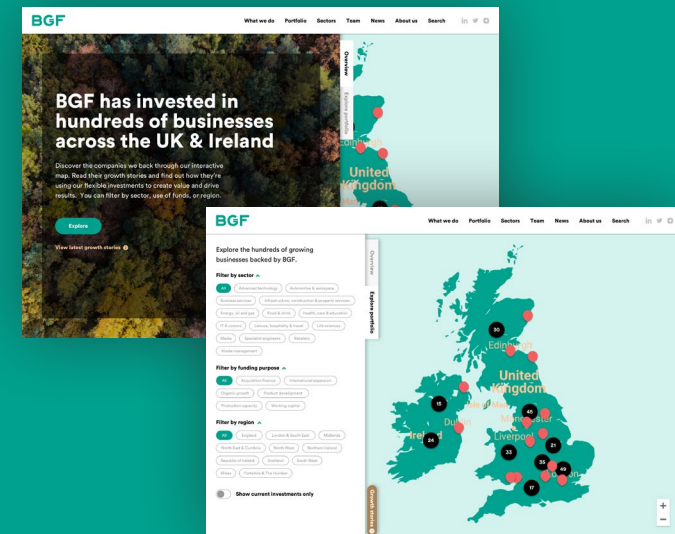 BGF
What we do Portfolio Sectors Team News About us Search
Overview
Explore portfolio
BGF has invested in
hundreds of businesses
across the UK & Ireland
Discover the companies we back through our interactive
map. Read their growth stories and find out how they're
using our flexible investments to create value and drive
results. You can filter by sector, use of funds, or region.
Explore
View latest growth stories
United
Kingdom
BGF
What we do Portfolio Sectors Team News About us Search
Explore the hundreds of growing
businesses backed by BGF.
Filter by sector
All Advanced technology Automotive & aerospace
Business services Infrastructure, construction & property services
Energy, oil and gas Food & drink Health, care & education
IT & comms Leisure, hospitality & travel Life sciences
Media Specialist engineers Retailers
Waste management
Filter by funding purpose
All Acquisition finance International expansion
Organic growth Product development
Production capacity Working capital
Filter by region
All England London & South East Midlands
North East & Cumbria North West Northern Ireland
Republic of Ireland Scotland South West
Wales Yorkshire & The Humber
Show current investments only
Overview
Explore portfolio
Growth stories
30
Edinburgh
United
Kingdom
15
Isle of Man
45
Manchester
Dublin
Ireland
24
Liverpool
33
21
35
49
London
17
+
−